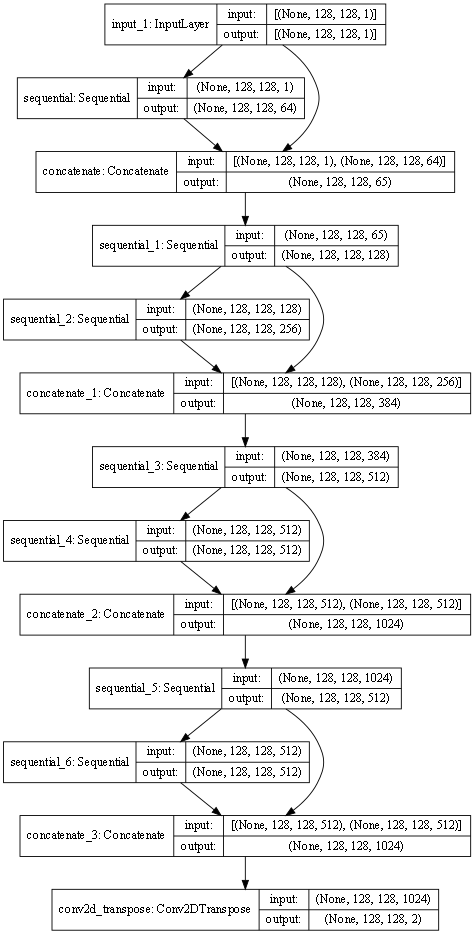 input_1: InputLayer
input: [(None, 128, 128, 1)]
output: [(None, 128, 128, 1)]
sequential: Sequential
input: (None, 128, 128, 1)
output: (None, 128, 128, 64)
concatenate: Concatenate
input: [(None, 128, 128, 1), (None, 128, 128, 64)]
output: (None, 128, 128, 65)
sequential_1: Sequential
input: (None, 128, 128, 65)
output: (None, 128, 128, 128)
sequential_2: Sequential
input: (None, 128, 128, 128)
output: (None, 128, 128, 256)
concatenate_1: Concatenate
input: [(None, 128, 128, 128), (None, 128, 128, 256)]
output: (None, 128, 128, 384)
sequential_3: Sequential
input: (None, 128, 128, 384)
output: (None, 128, 128, 512)
sequential_4: Sequential
input: (None, 128, 128, 512)
output: (None, 128, 128, 512)
concatenate_2: Concatenate
input: [(None, 128, 128, 512), (None, 128, 128, 512)]
output: (None, 128, 128, 1024)
sequential_5: Sequential
input: (None, 128, 128, 1024)
output: (None, 128, 128, 512)
sequential_6: Sequential
input: (None, 128, 128, 512)
output: (None, 128, 128, 512)
concatenate_3: Concatenate
input: [(None, 128, 128, 512), (None, 128, 128, 512)]
output: (None, 128, 128, 1024)
conv2d_transpose: Conv2DTranspose
input: (None, 128, 128, 1024)
output: (None, 128, 128, 2)